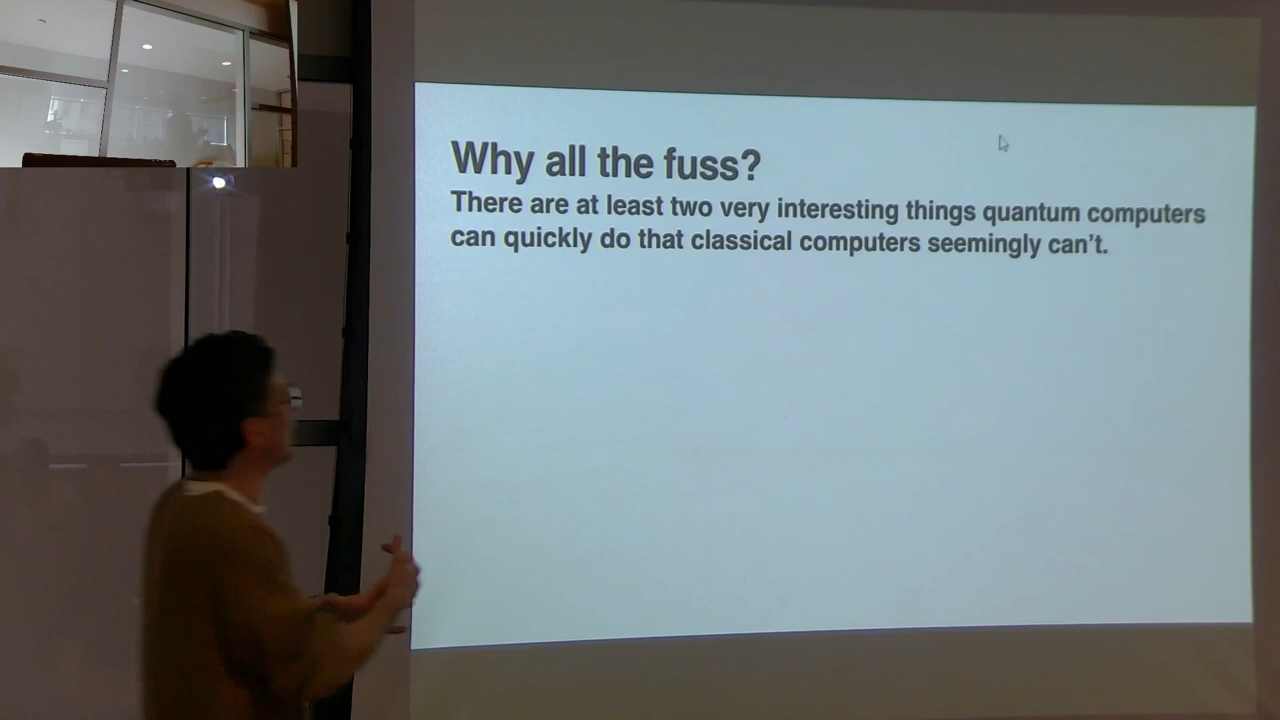 Why all the fuss?
There are at least two very interesting things quantum computers
can quickly do that classical computers seemingly can’t.